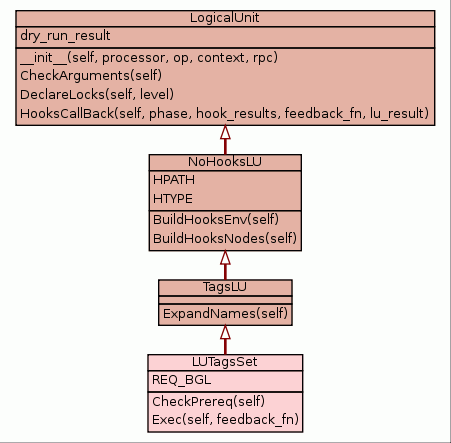 LogicalUnit
dry_run_result
__init__(self, processor, op, context, rpc)
CheckArguments(self)
DeclareLocks(self, level)
HooksCallBack(self, phase, hook_results, feedback_fn, lu_result)
NoHooksLU
HPATH
HTYPE
BuildHooksEnv(self)
BuildHooksNodes(self)
TagsLU
ExpandNames(self)
LUTagsSet
REQ_BGL
CheckPrereq(self)
Exec(self, feedback_fn)